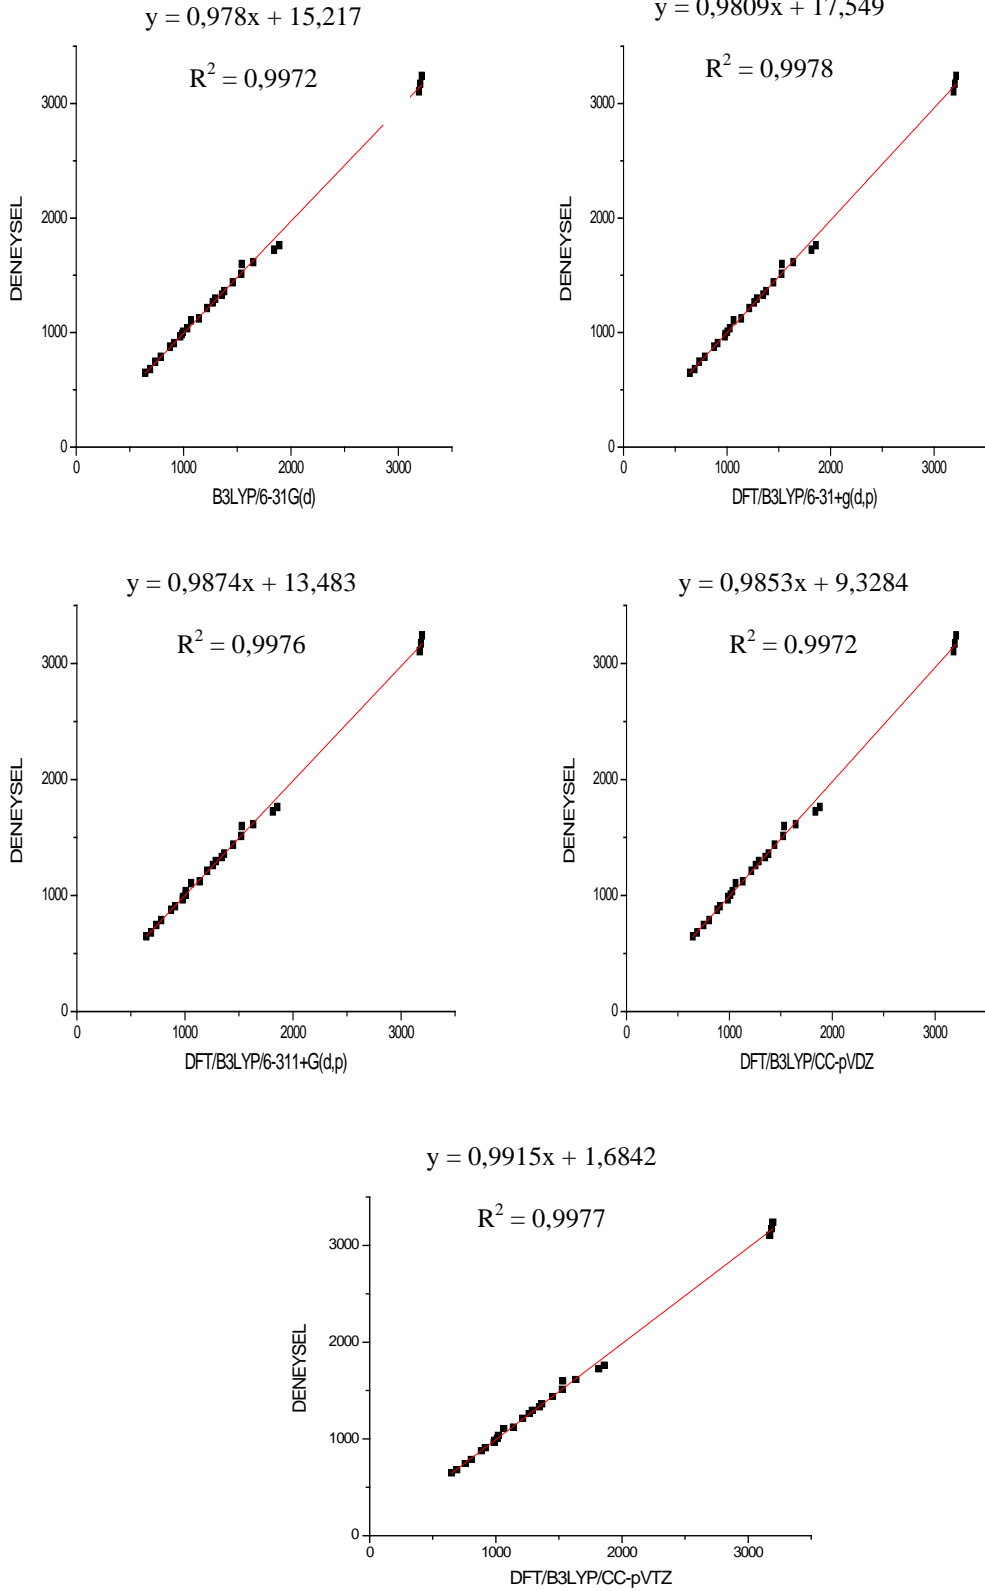 y = 0,978x + 15,217
R² = 0,9972
DENEYSEL
3000
2000
1000
0
0 1000 2000 3000
B3LYP/6-31G(d)
y = 0,9809x + 17,549
R² = 0,9978
DENEYSEL
3000
2000
1000
0
0 1000 2000 3000
DFT/B3LYP/6-31+g(d,p)
y = 0,9874x + 13,483
R² = 0,9976
DENEYSEL
3000
2000
1000
0
0 1000 2000 3000
DFT/B3LYP/6-311+G(d,p)
y = 0,9853x + 9,3284
R² = 0,9972
DENEYSEL
3000
2000
1000
0
0 1000 2000 3000
DFT/B3LYP/CC-pVDZ
y = 0,9915x + 1,6842
R² = 0,9977
DENEYSEL
3000
2000
1000
0
0 1000 2000 3000
DFT/B3LYP/CC-pVTZ